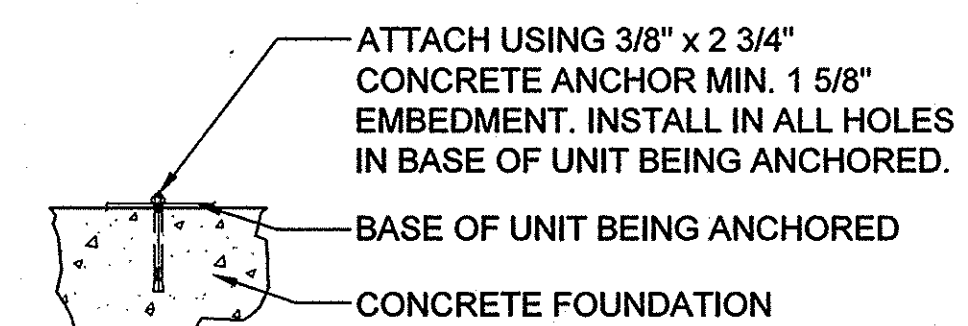 ATTACH USING 3/8" x 2 3/4"
CONCRETE ANCHOR MIN. 1 5/8"
EMBEDMENT. INSTALL IN ALL HOLES
IN BASE OF UNIT BEING ANCHORED.
BASE OF UNIT BEING ANCHORED
CONCRETE FOUNDATION